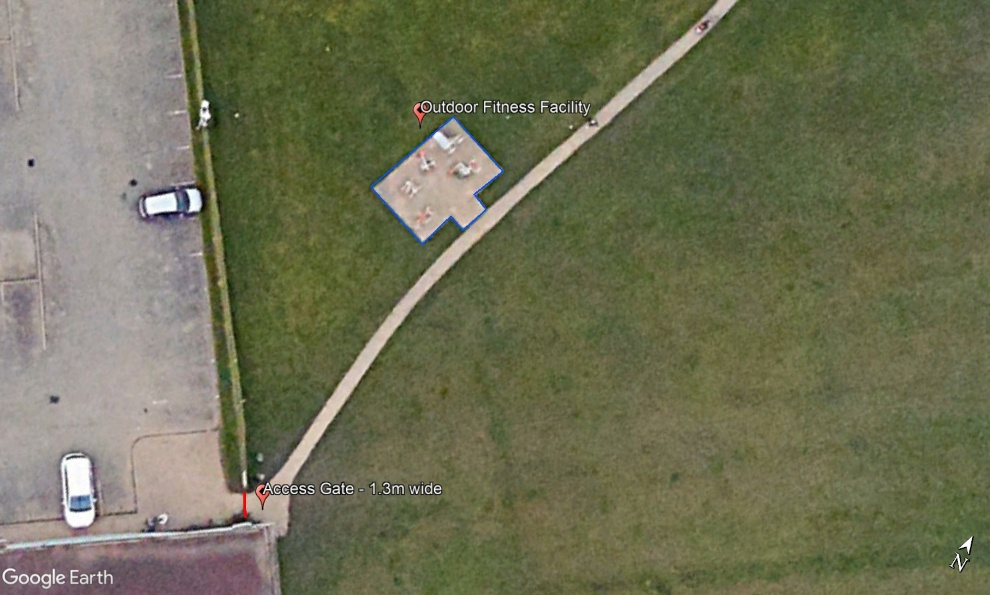 Outdoor Fitness Facility
Access Gate - 1.3m wide
Google Earth
N